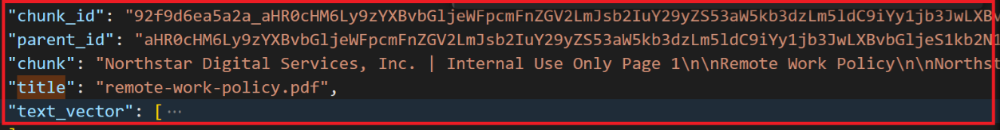 "chunk_id": "92f9d6ea5a2a_aHR0cHM6Ly9zYXBvbGljeWFpcmFnZGV2LmJsb2IuY29yZS53aW5kb3dzLm5ldC9iYy1jb3JwLXBv
"parent_id": "aHR0cHM6Ly9zYXBvbGljeWFpcmFnZGV2LmJsb2IuY29yZS53aW5kb3dzLm5ldC9iYy1jb3JwLXBvbGljeS1kb2N1
"chunk": "Northstar Digital Services, Inc. | Internal Use Only Page 1\n\nRemote Work Policy\n\nNorthst
"title": "remote-work-policy.pdf",
"text_vector": [ ···